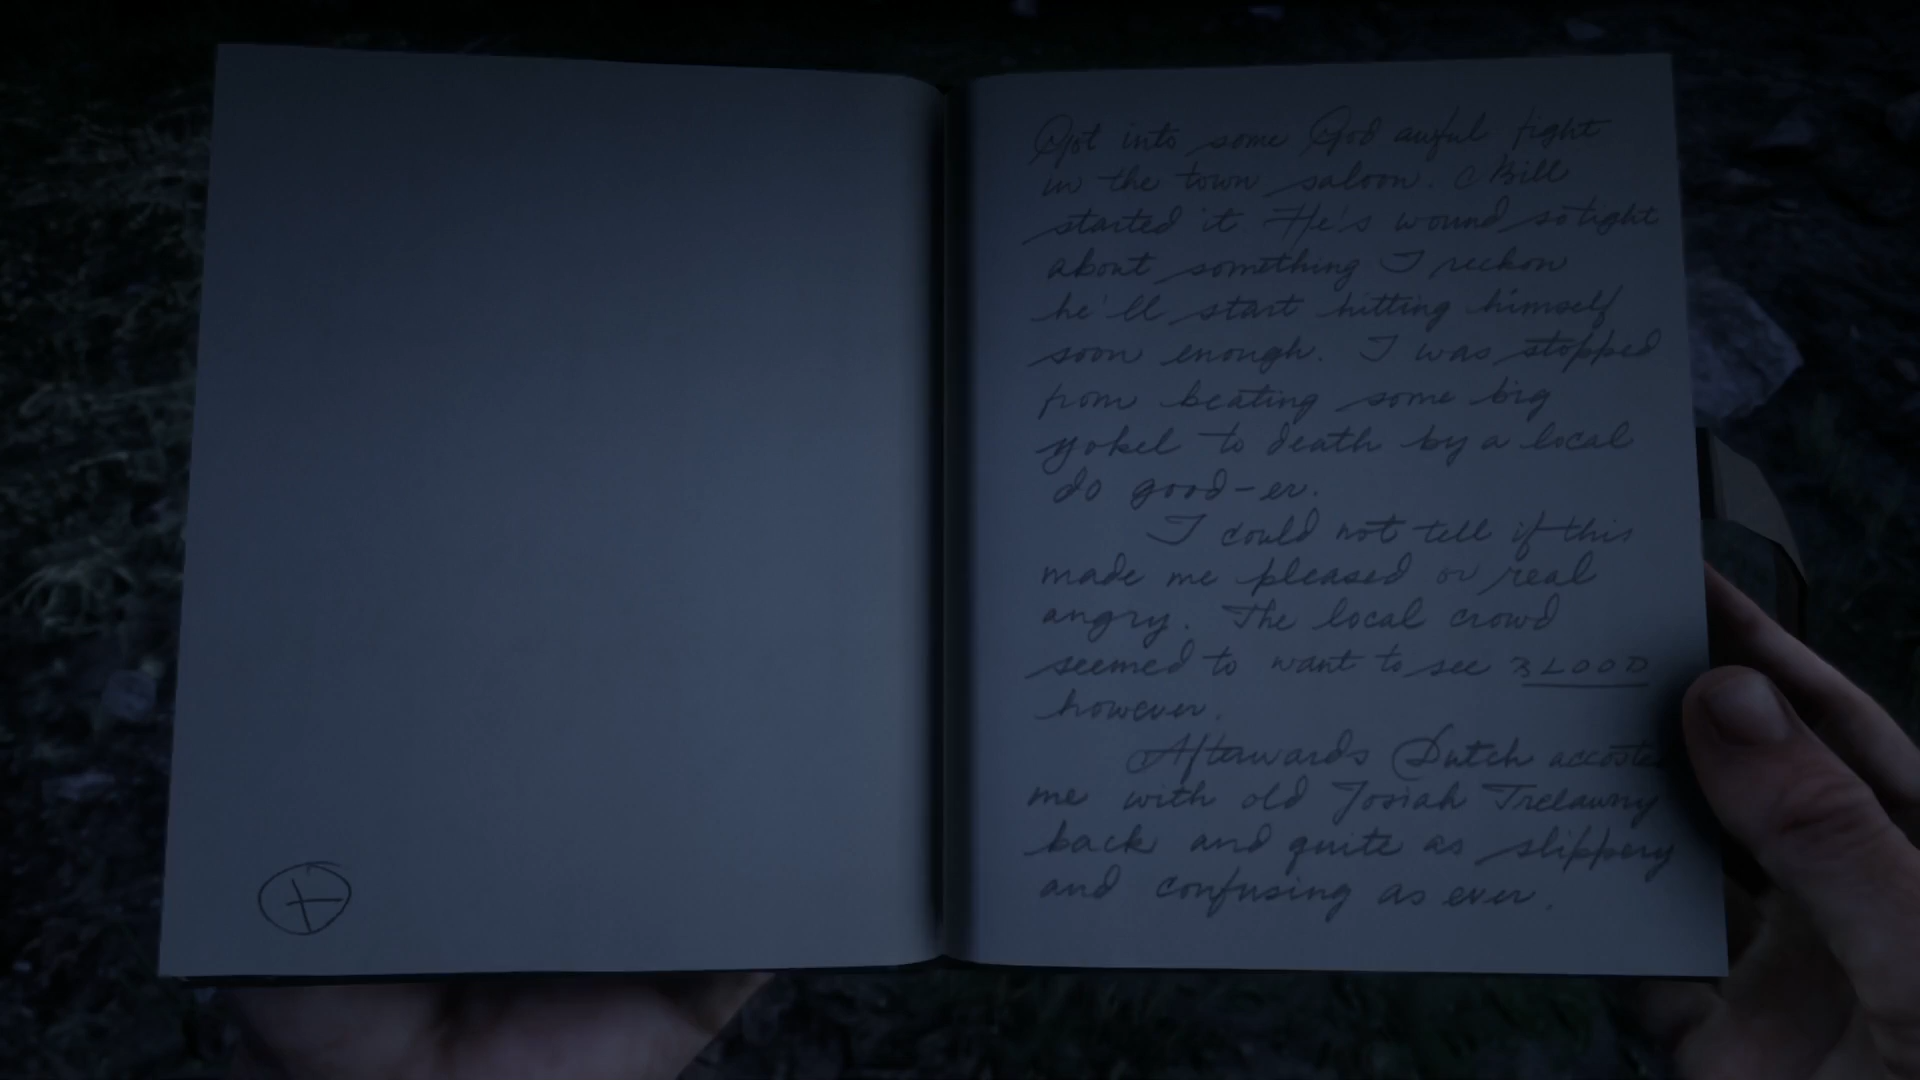 Got into some God awful fight
in the town saloon. Bill
started it He's wound so tight
about something I reckon
he'll start hitting himself
soon enough. I was stopped
from beating some big
yokel to death by a local
do good-er.
I could not tell if this
made me pleased or real
angry. The local crowd
seemed to want to see BLOOD
however.
Afterwards Dutch accoste
me with old Josiah Trelawny
back and quite as slippery
and confusing as ever.